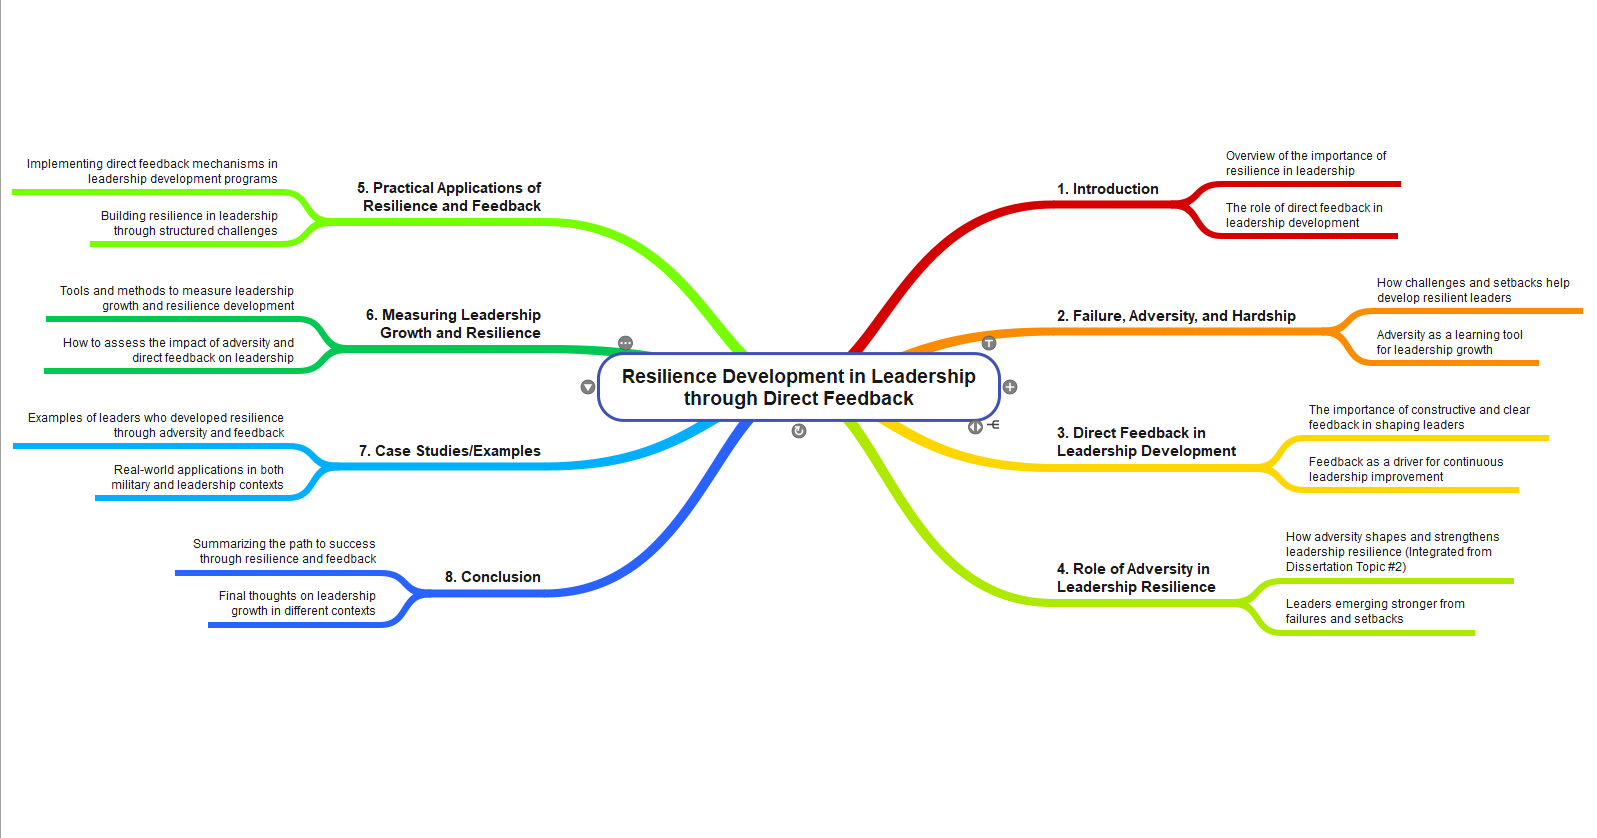 Resilience Development in Leadership
through Direct Feedback
1. Introduction
Overview of the importance of
resilience in leadership
The role of direct feedback in
leadership development
2. Failure, Adversity, and Hardship
How challenges and setbacks help
develop resilient leaders
Adversity as a learning tool
for leadership growth
3. Direct Feedback in
Leadership Development
The importance of constructive and clear
feedback in shaping leaders
Feedback as a driver for continuous
leadership improvement
4. Role of Adversity in
Leadership Resilience
How adversity shapes and strengthens
leadership resilience (Integrated from
Dissertation Topic #2)
Leaders emerging stronger from
failures and setbacks
5. Practical Applications of
Resilience and Feedback
Implementing direct feedback mechanisms in
leadership development programs
Building resilience in leadership
through structured challenges
6. Measuring Leadership
Growth and Resilience
Tools and methods to measure leadership
growth and resilience development
How to assess the impact of adversity and
direct feedback on leadership
7. Case Studies/Examples
Examples of leaders who developed resilience
through adversity and feedback
Real-world applications in both
military and leadership contexts
8. Conclusion
Summarizing the path to success
through resilience and feedback
Final thoughts on leadership
growth in different contexts